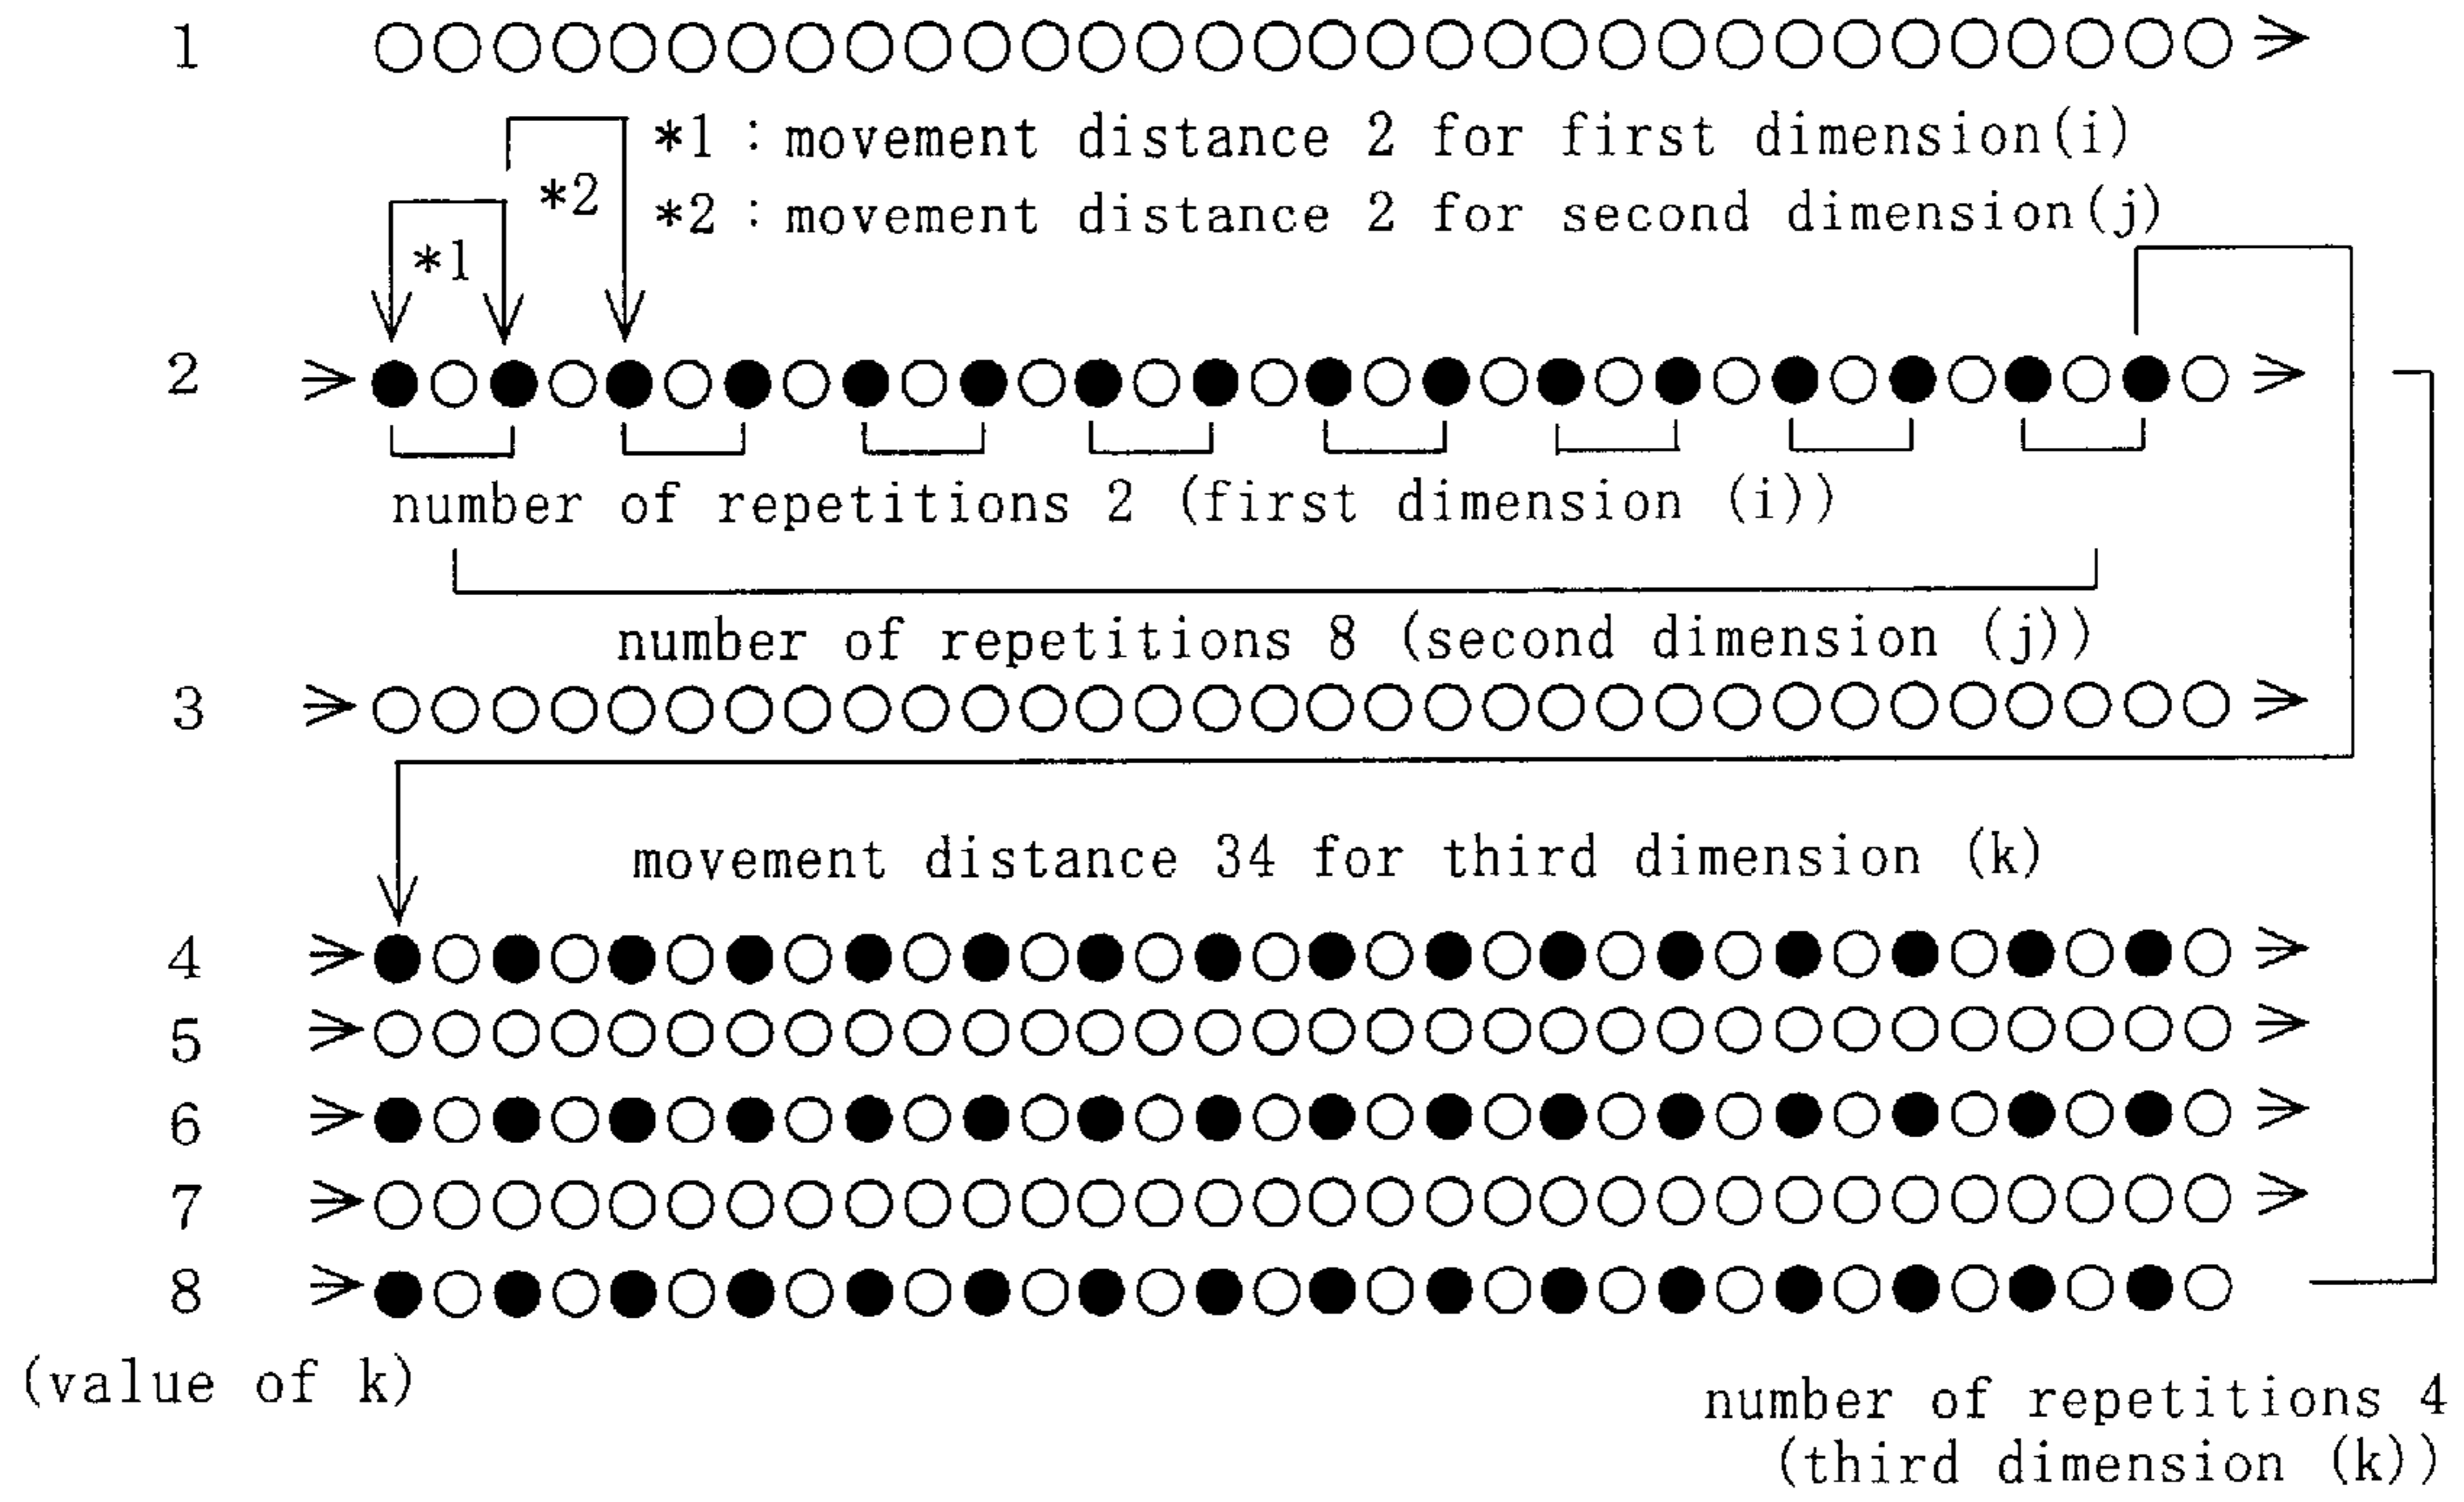 1
*1 : movement distance 2 for first dimension(i)
*2
*2 : movement distance 2 for second dimension(j)
*1
2
number of repetitions 2 (first dimension (i))
number of repetitions 8 (second dimension (j))
3
movement distance 34 for third dimension (k)
4
5
6
7
8
(value of k)
number of repetitions 4
(third dimension (k))